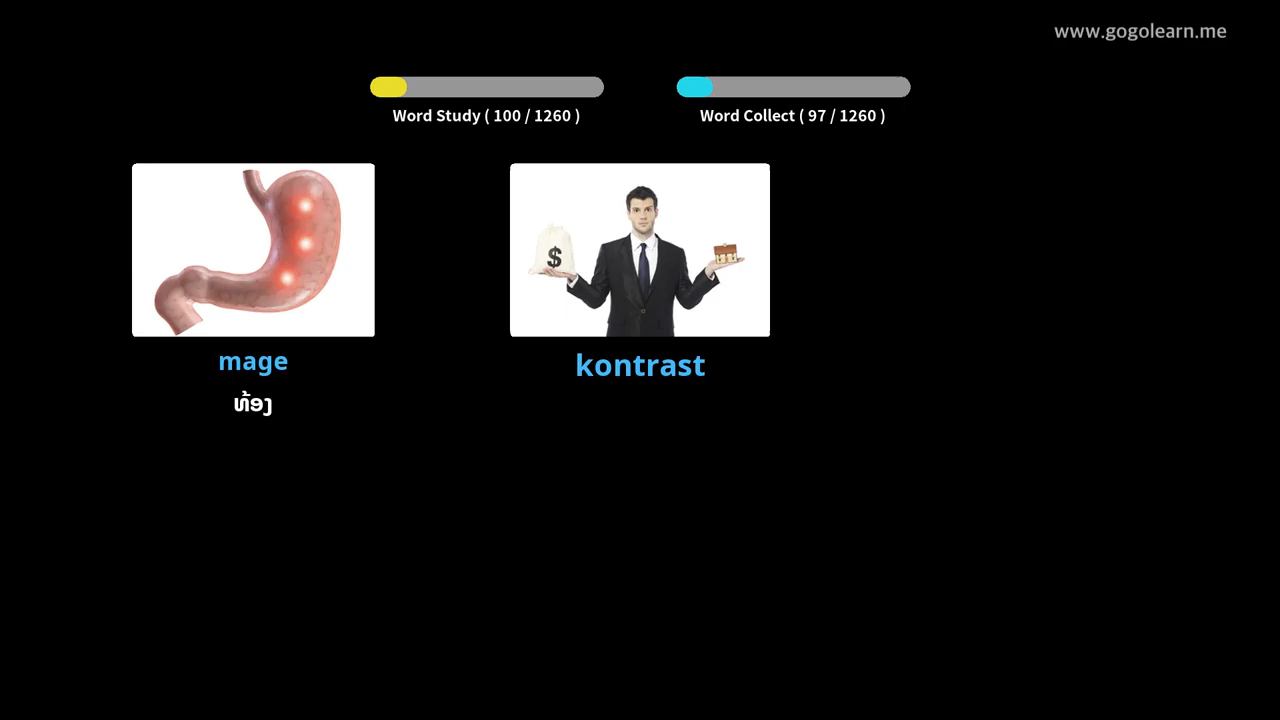 www.gogolearn.me
Word Study ( 100 / 1260 )
Word Collect ( 97 / 1260 )
$
mage
ທ້ອງ
kontrast